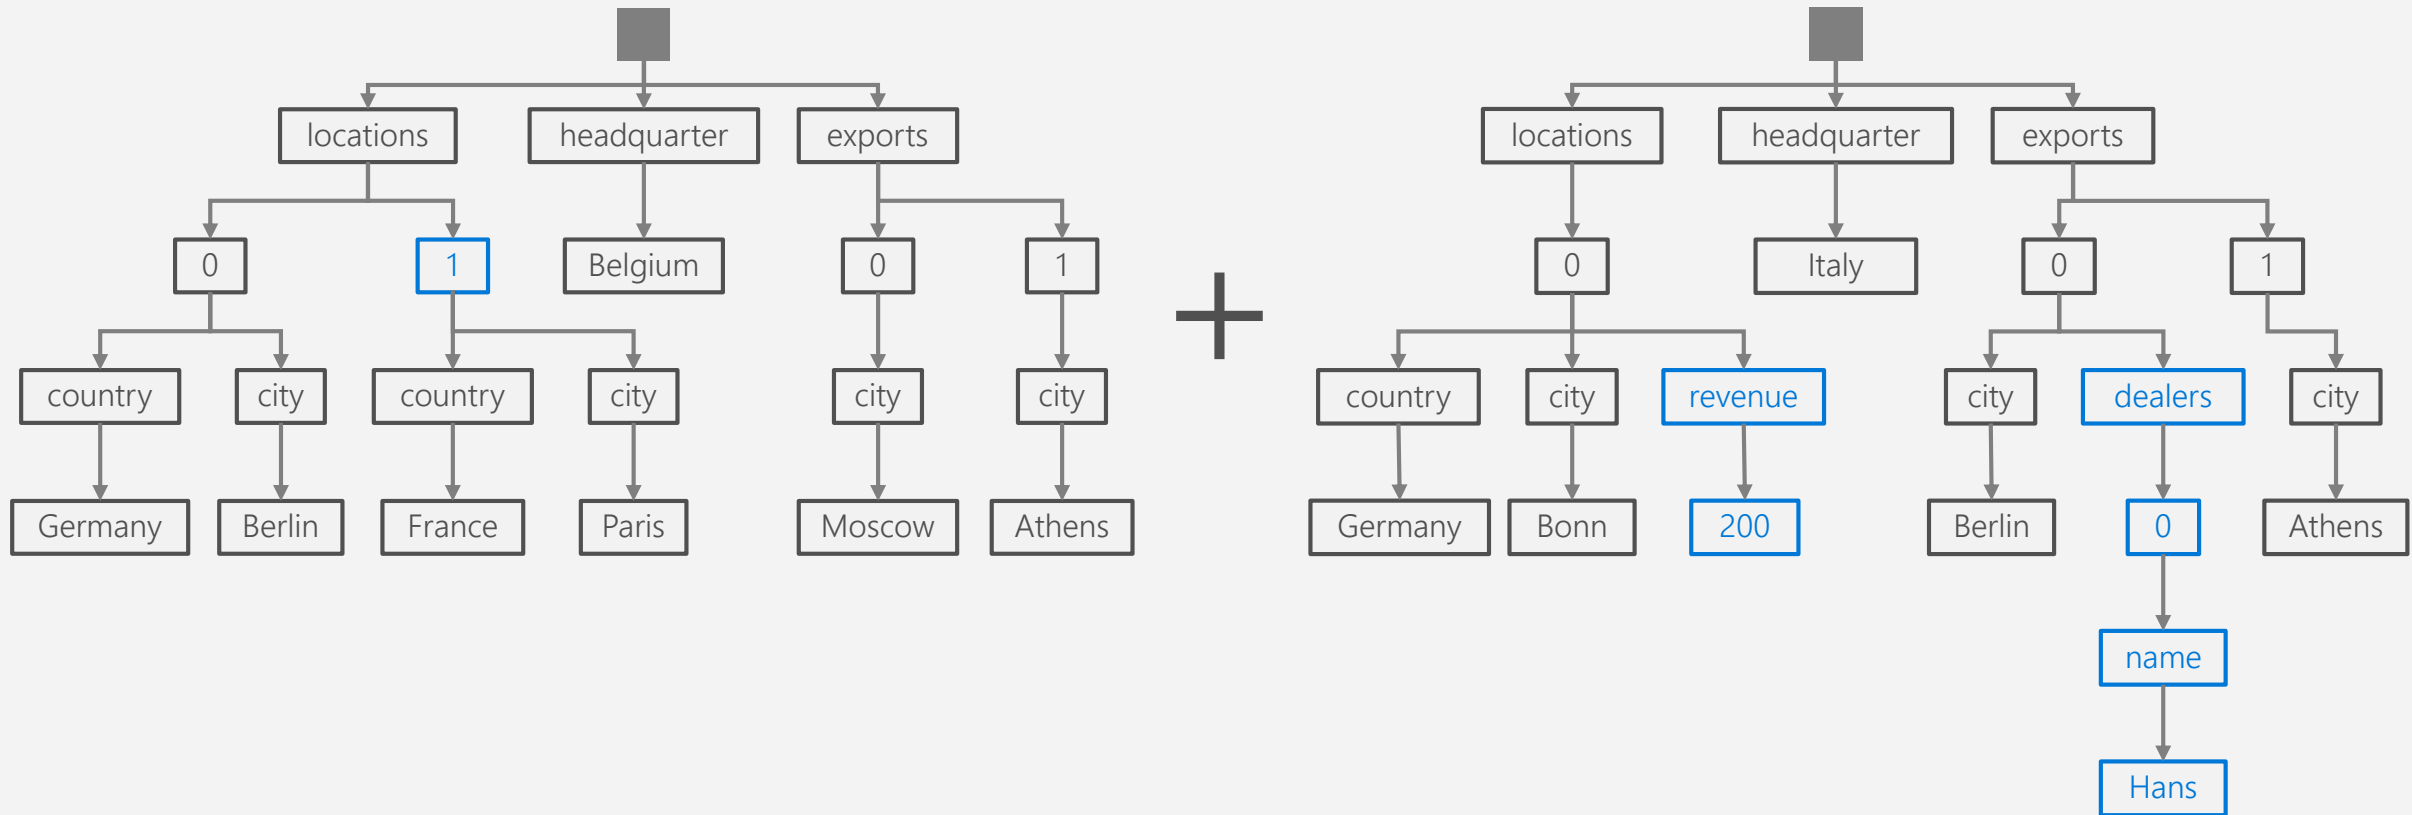 locations
headquarter
exports
0
1
Belgium
0
1
country
city
country
city
city
city
Germany
Berlin
France
Paris
Moscow
Athens
locations
headquarter
exports
0
Italy
0
1
country
city
revenue
city
dealers
city
Germany
Bonn
200
Berlin
0
Athens
name
Hans